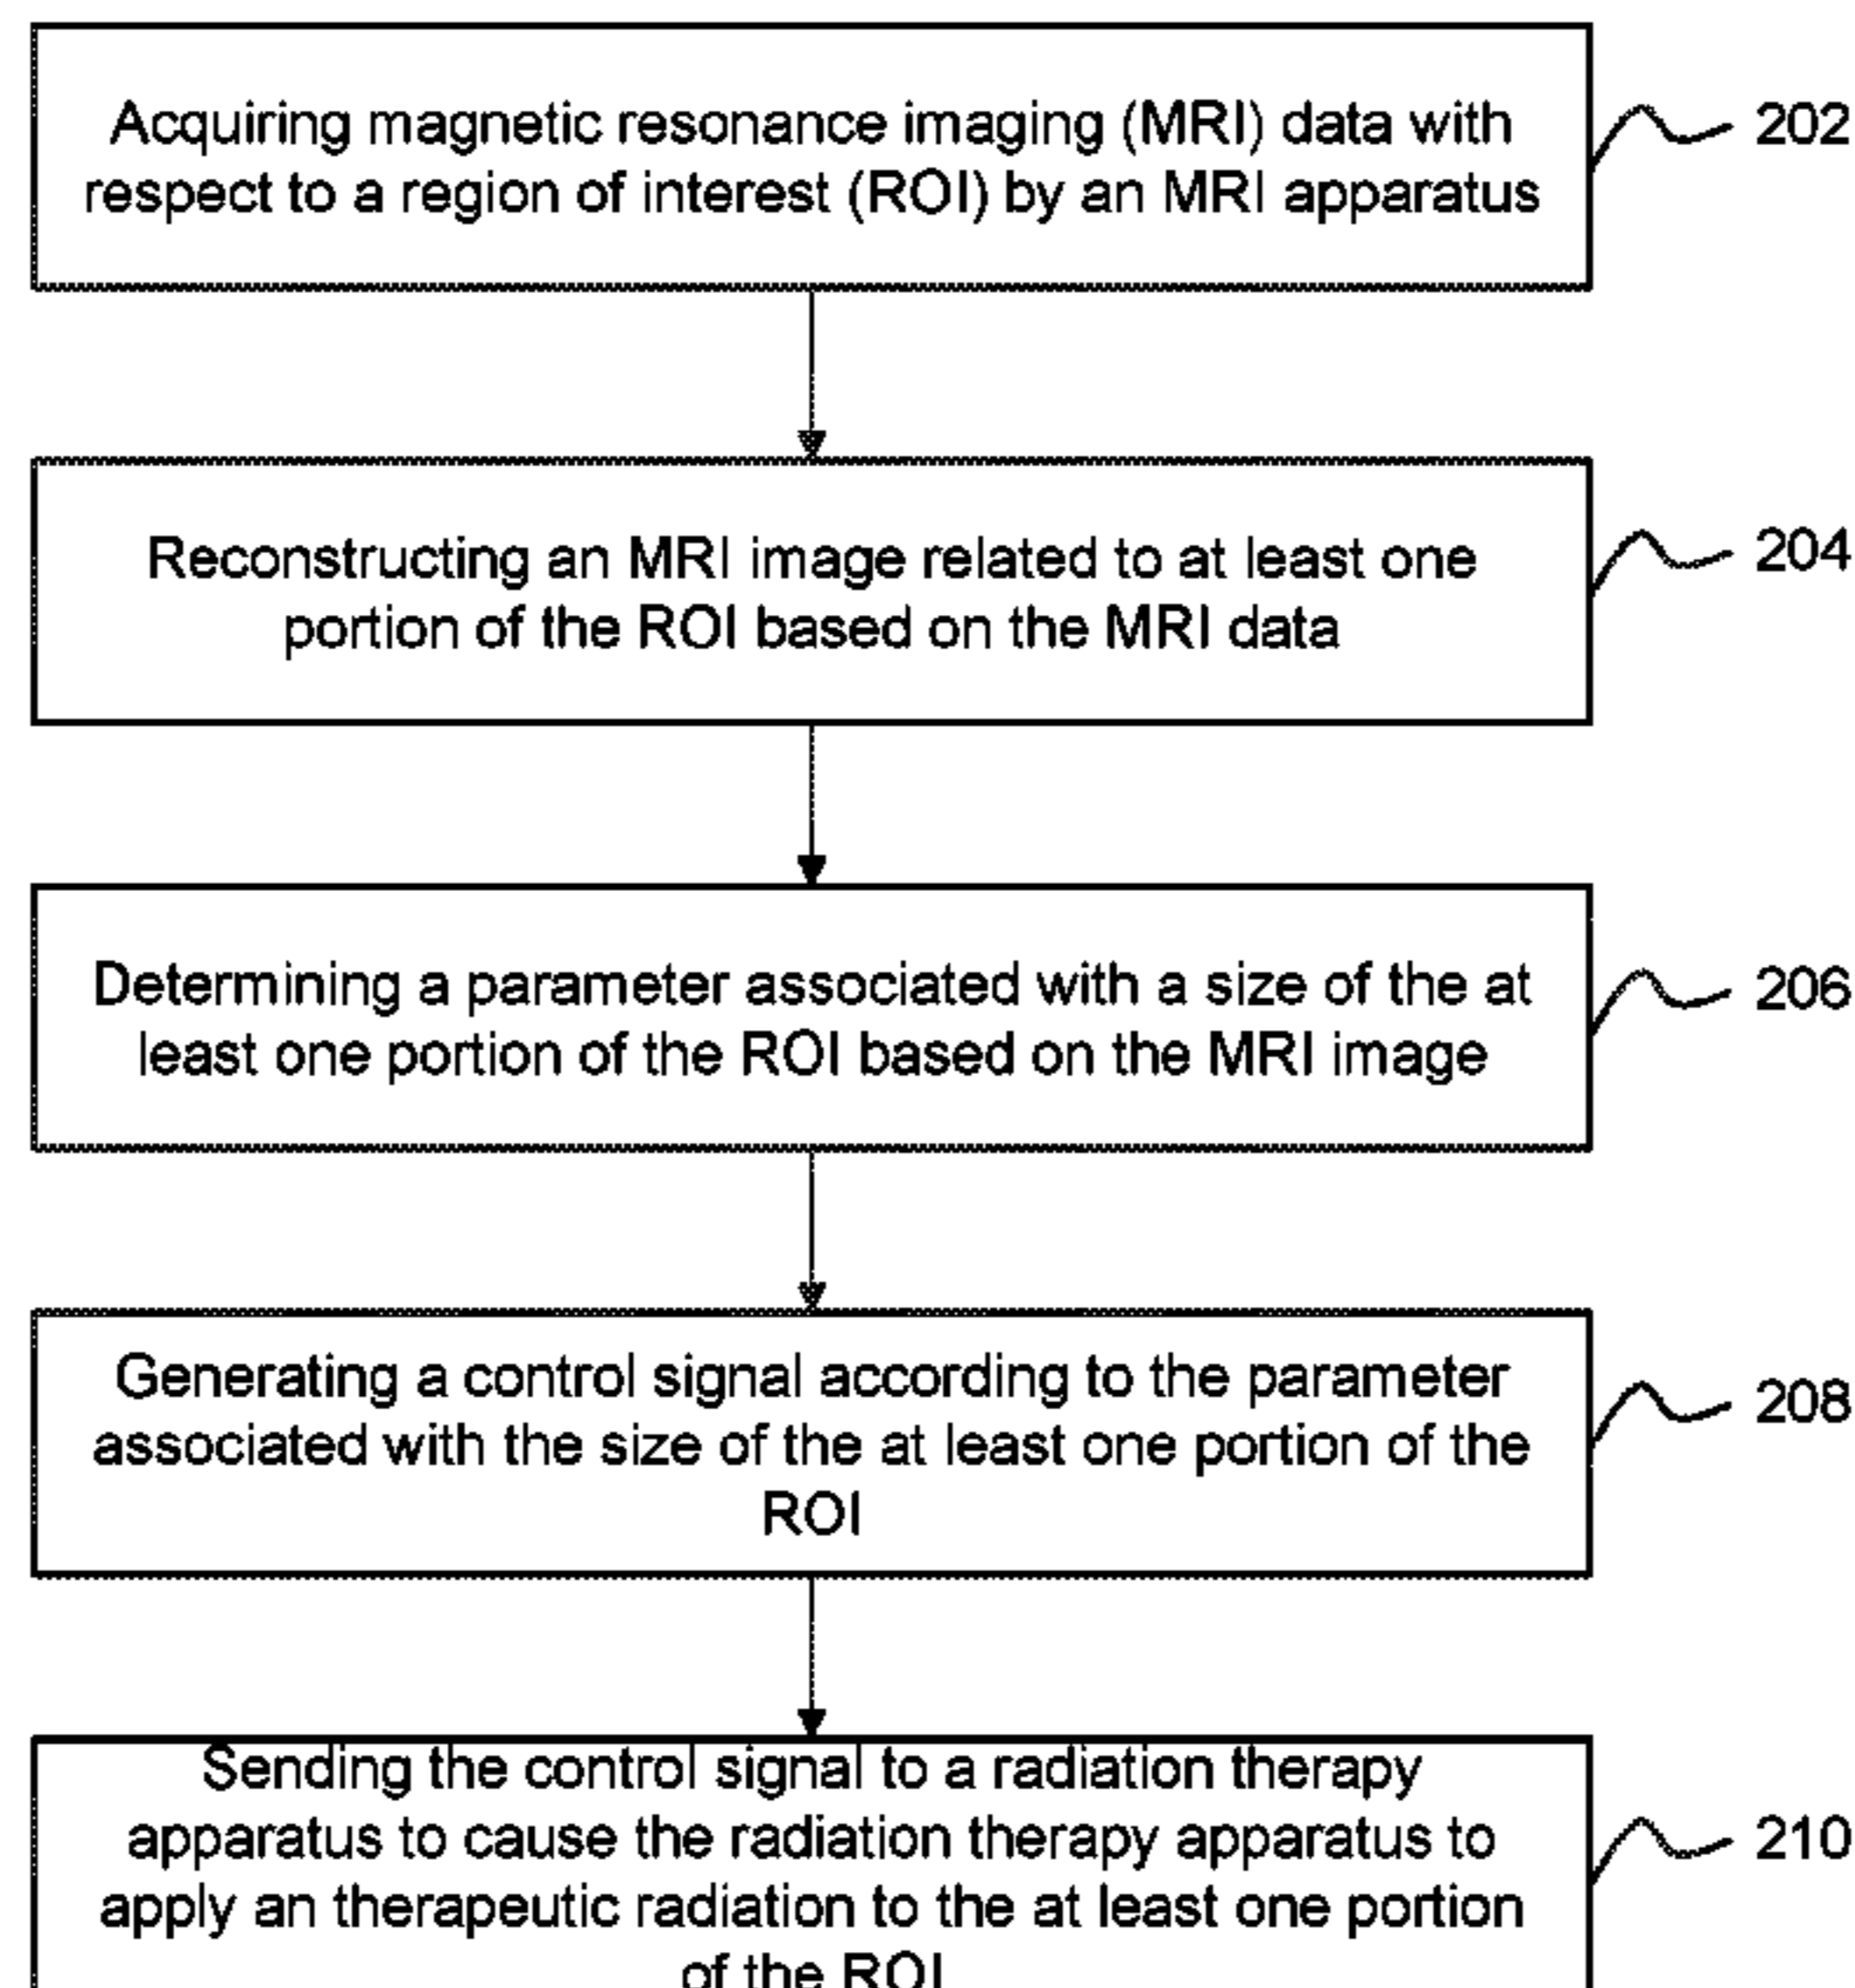 Acquiring magnetic resonance imaging (MRI) data with
respect to a region of interest (ROI) by an MRI apparatus
202
Reconstructing an MRI image related to at least one
portion of the ROI based on the MRI data
204
Determining a parameter associated with a size of the at
least one portion of the ROI based on the MRI image
206
Generating a control signal according to the parameter
associated with the size of the at least one portion of the
ROI
208
Sending the control signal to a radiation therapy
apparatus to cause the radiation therapy apparatus to
apply an therapeutic radiation to the at least one portion
of the ROI
210